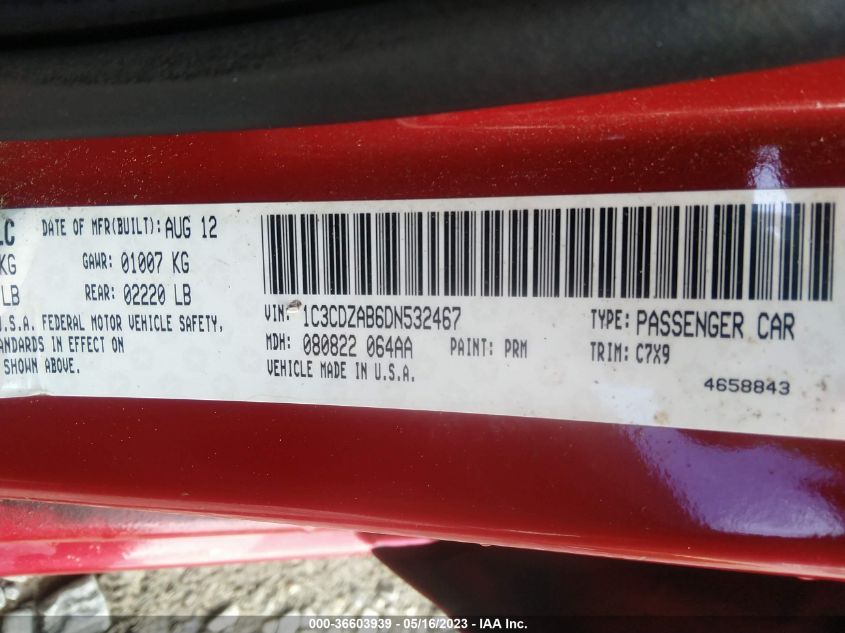 LC DATE OF MFR(BUILT): AUG 12
KG GAWR: 01007 KG
LB REAR: 02220 LB
U.S.A. FEDERAL MOTOR VEHICLE SAFETY,
ANDARDS IN EFFECT ON
SHOWN ABOVE.
VIN: 1C3CDZAB6DN532467 TYPE: PASSENGER CAR
MDH: 080822 064AA PAINT: PRM TRIM: C7X9
VEHICLE MADE IN U.S.A.
4658843
000-36603939 - 05/16/2023 - IAA Inc.